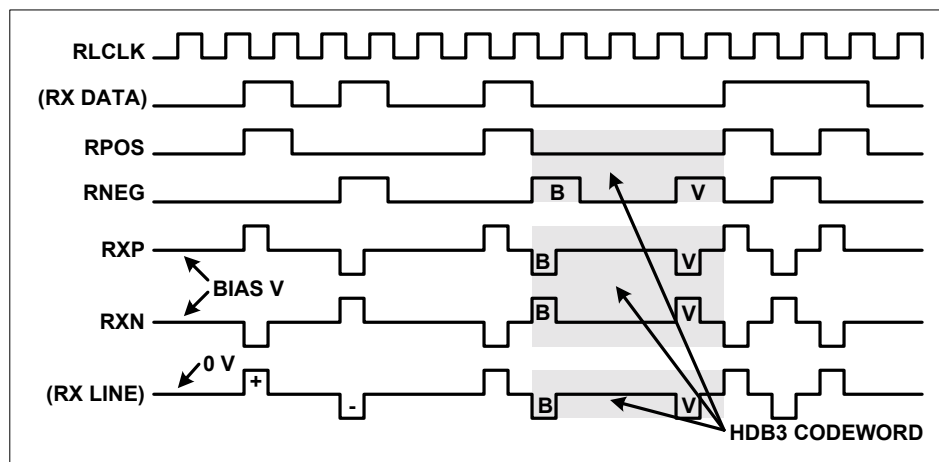 RLCLK
(RX DATA)
RPOS
RNEG B V
RXP B V
BIAS V
RXN B V
0 V
(RX LINE) + - B V
HDB3 CODEWORD